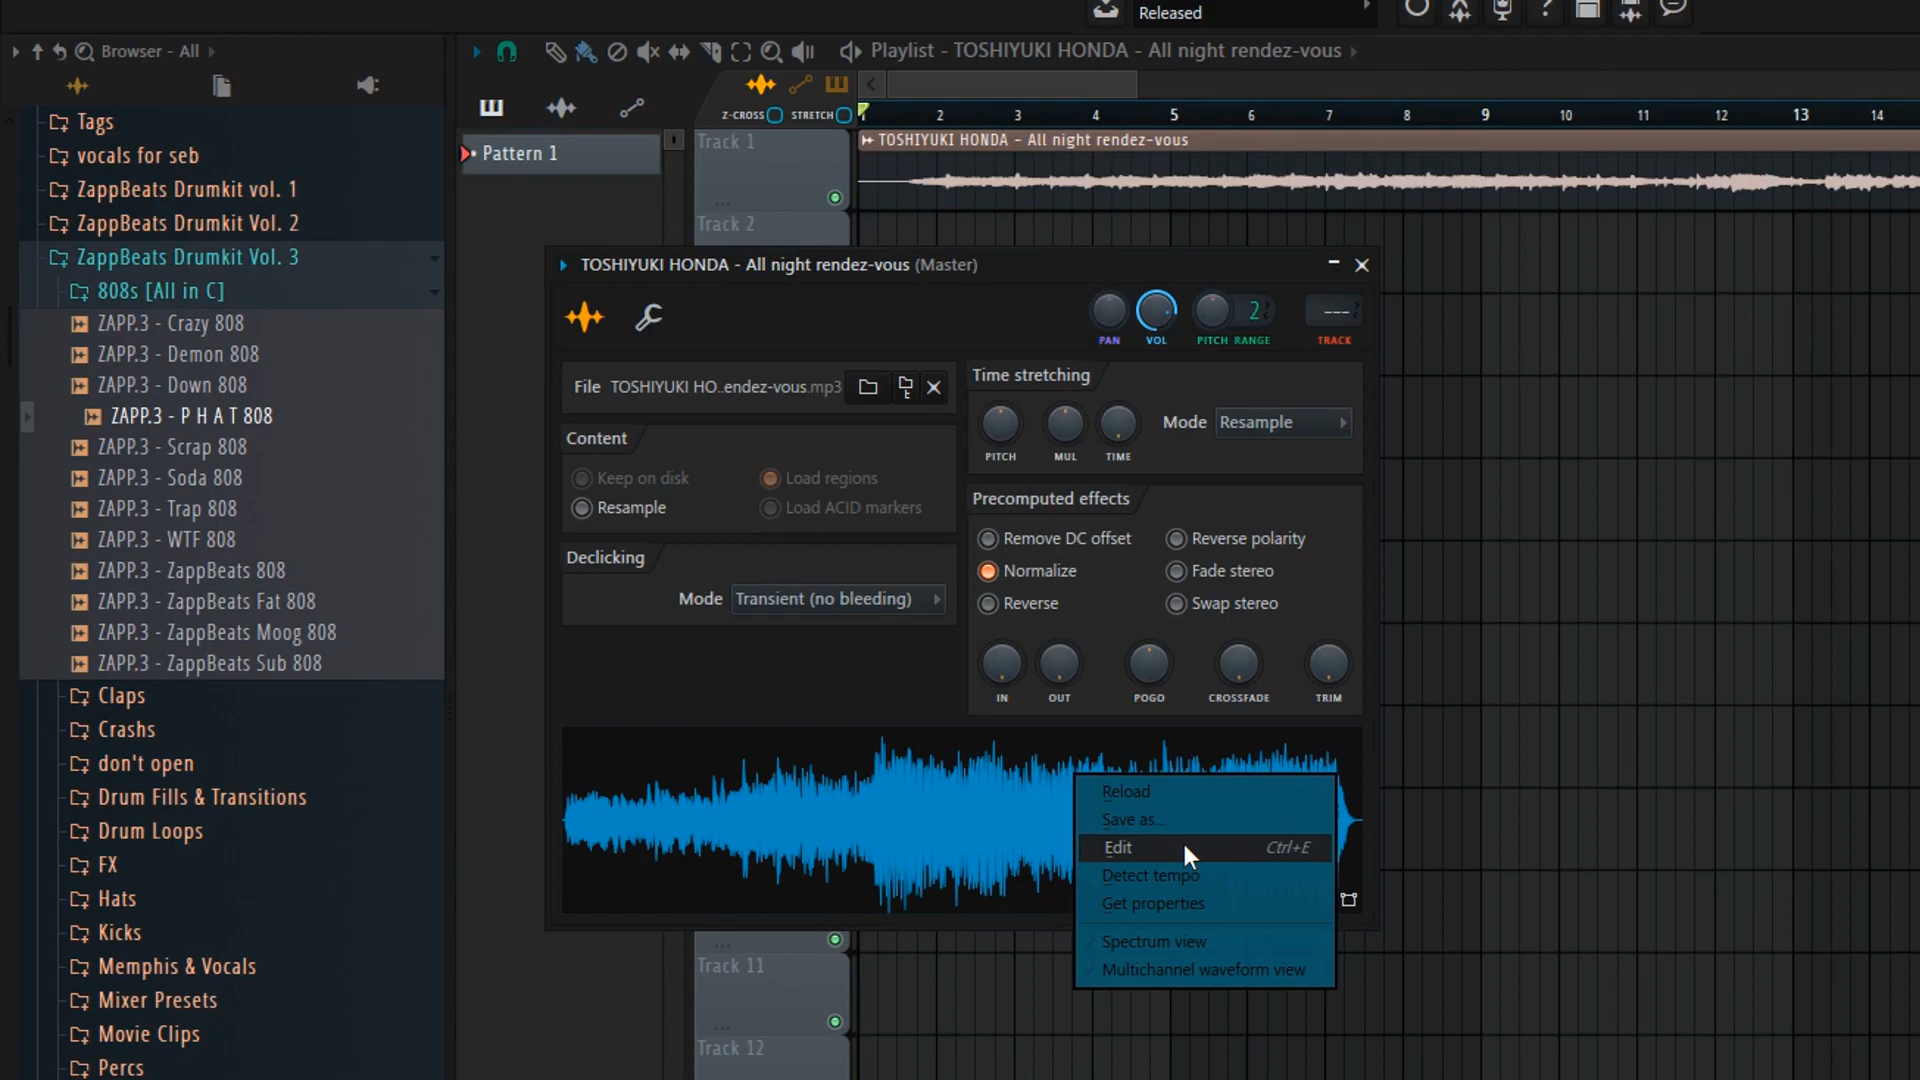 Released
Browser - All
Playlist - TOSHIYUKI HONDA - All night rendez-vous
Z-CROSS
STRETCH
2 3 4 5 6 7 8 9 10 11 12 13 14
Tags
vocals for seb
ZappBeats Drumkit vol. 1
ZappBeats Drumkit Vol. 2
ZappBeats Drumkit Vol. 3
808s [All in C]
ZAPP.3 - Crazy 808
ZAPP.3 - Demon 808
ZAPP.3 - Down 808
ZAPP.3 - P H A T 808
ZAPP.3 - Scrap 808
ZAPP.3 - Soda 808
ZAPP.3 - Trap 808
ZAPP.3 - WTF 808
ZAPP.3 - ZappBeats 808
ZAPP.3 - ZappBeats Fat 808
ZAPP.3 - ZappBeats Moog 808
ZAPP.3 - ZappBeats Sub 808
Claps
Crashs
don't open
Drum Fills & Transitions
Drum Loops
FX
Hats
Kicks
Memphis & Vocals
Mixer Presets
Movie Clips
Percs
Pattern 1
Track 1
TOSHIYUKI HONDA - All night rendez-vous
Track 2
TOSHIYUKI HONDA - All night rendez-vous (Master)
2
---
PAN
VOL
PITCH RANGE
TRACK
File TOSHIYUKI HO..endez-vous.mp3
Content
Keep on disk
Load regions
Resample
Load ACID markers
Declicking
Mode Transient (no bleeding)
Time stretching
Mode Resample
PITCH
MUL
TIME
Precomputed effects
Remove DC offset
Reverse polarity
Normalize
Fade stereo
Reverse
Swap stereo
IN
OUT
POGO
CROSSFADE
TRIM
Reload
Save as...
Edit Ctrl+E
Detect tempo
Get properties
Spectrum view
Multichannel waveform view
Track 11
Track 12